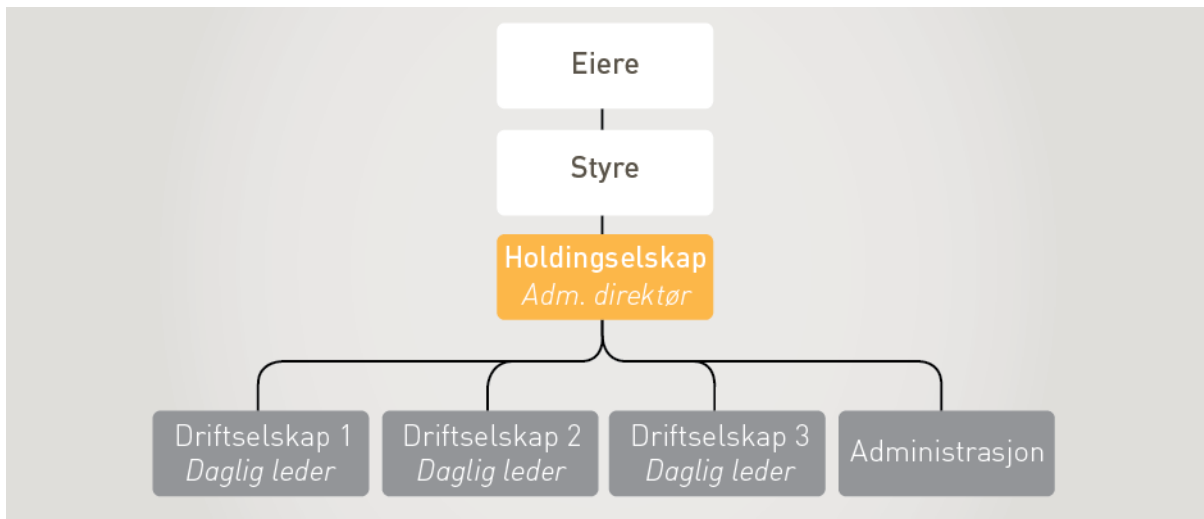 Eiere
Styre
Holdingselskap
Adm. direktør
Driftselskap 1
Daglig leder
Driftselskap 2
Daglig leder
Driftselskap 3
Daglig leder
Administrasjon